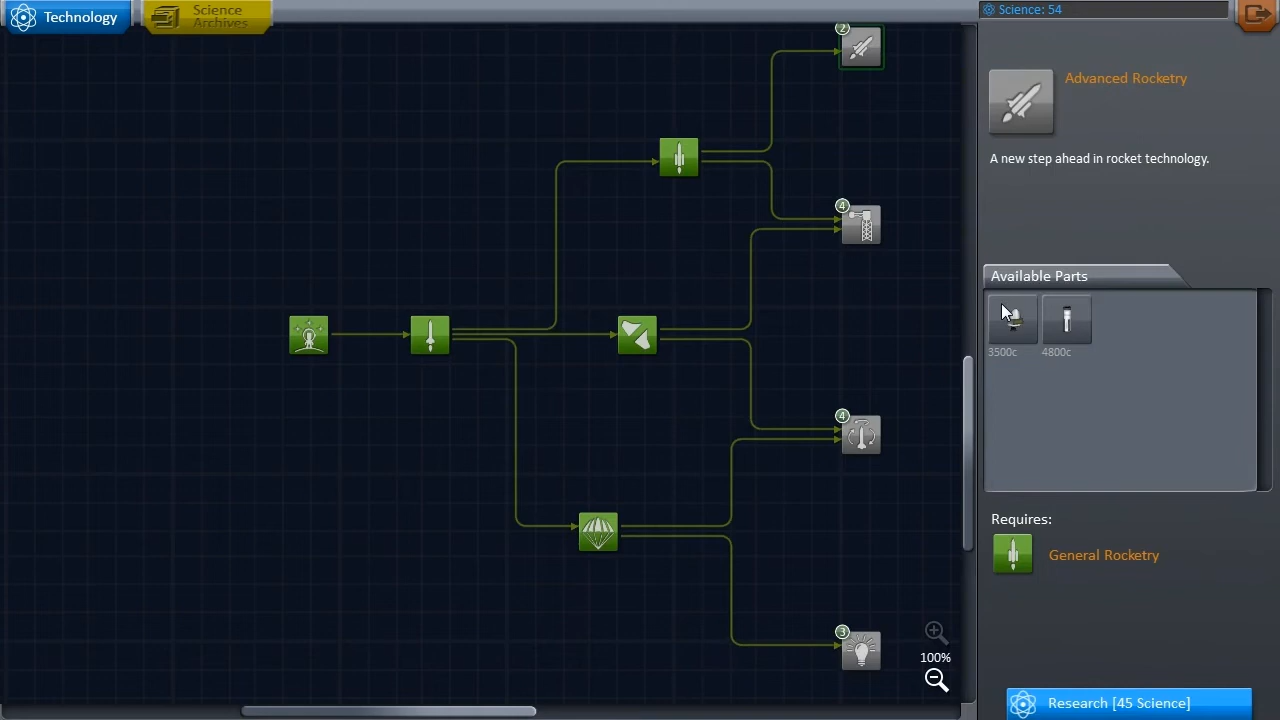 Technology
Science
Archives
Science: 54
Advanced Rocketry
A new step ahead in rocket technology.
Available Parts
3500c 4800c
Requires:
General Rocketry
2
4
4
3
100%
Research [45 Science]